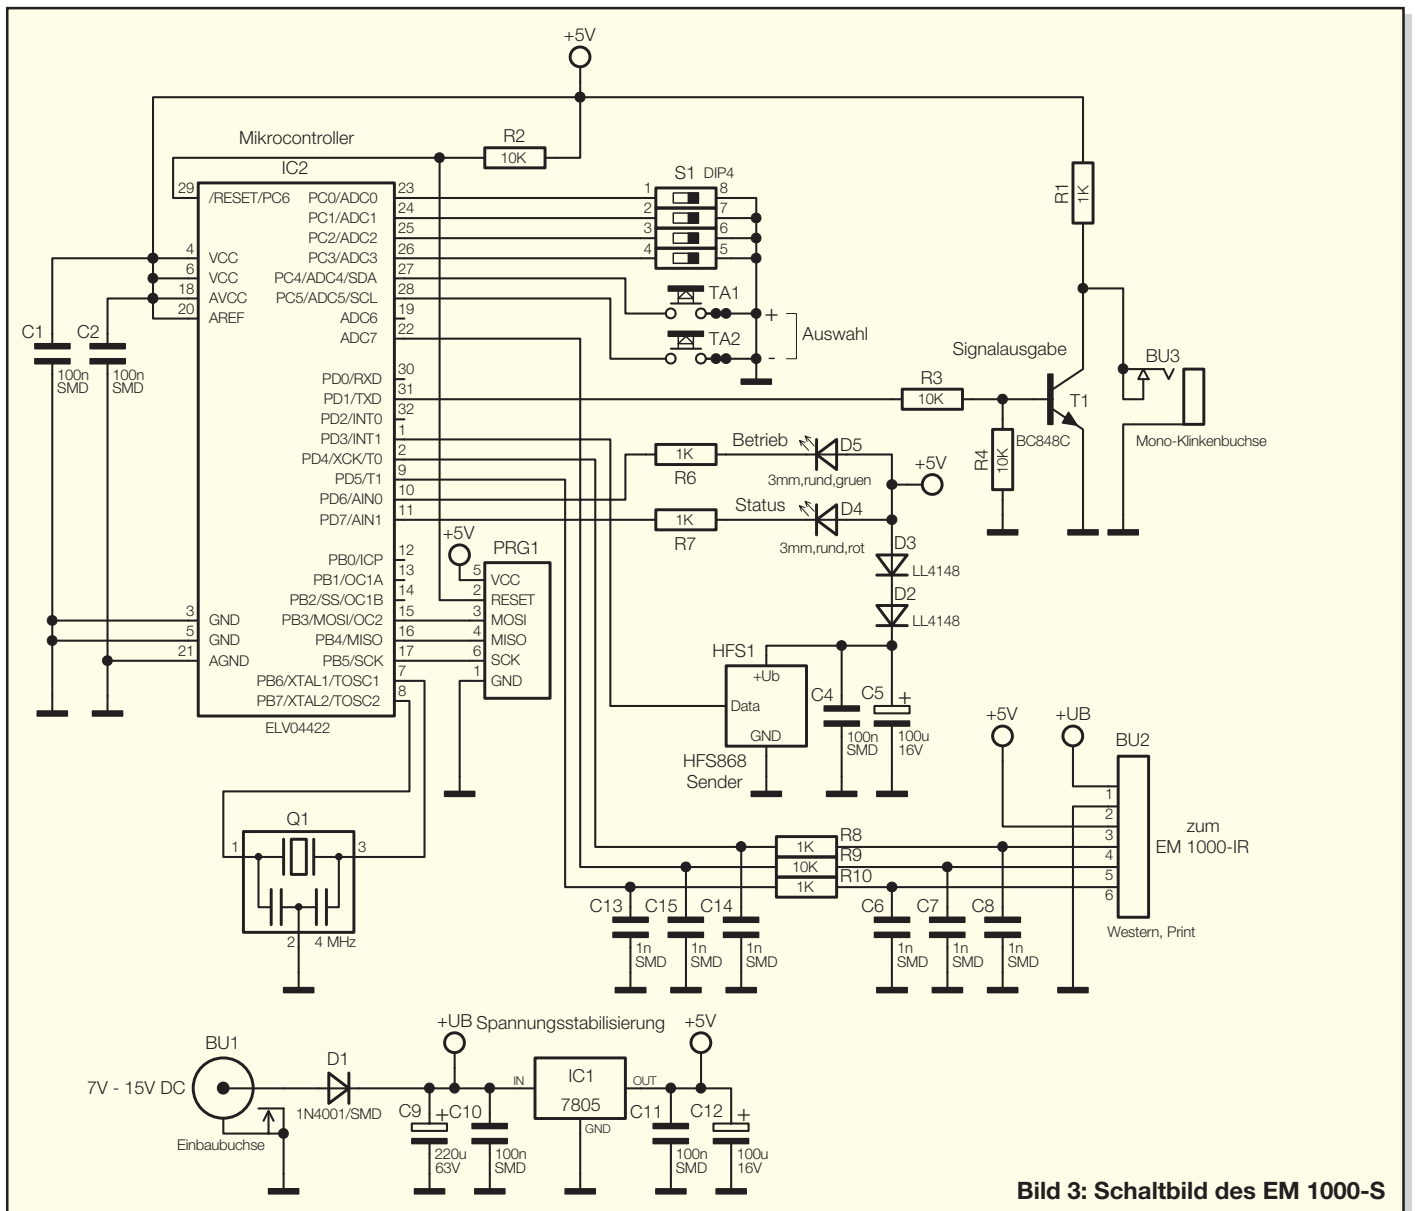 +5V
Mikrocontroller
IC2
R2
10K
29
/RESET/PC6
PC0/ADC0
23
PC1/ADC1
24
PC2/ADC2
25
PC3/ADC3
26
4
VCC
PC4/ADC4/SDA
27
6
VCC
PC5/ADC5/SCL
28
18
AVCC
ADC6
19
20
AREF
ADC7
22
PD0/RXD
30
PD1/TXD
31
PD2/INT0
32
PD3/INT1
1
PD4/XCK/T0
2
PD5/T1
9
PD6/AIN0
10
PD7/AIN1
11
PB0/ICP
12
PB1/OC1A
13
PB2/SS/OC1B
14
3
GND
PB3/MOSI/OC2
15
5
GND
PB4/MISO
16
21
AGND
PB5/SCK
17
PB6/XTAL1/TOSC1
7
PB7/XTAL2/TOSC2
8
ELV04422
C1
100n
SMD
C2
100n
SMD
S1 DIP4
1
8
2
7
3
6
4
5
TA1
+
TA2
-
Auswahl
R1
1K
Signalausgabe
R3
10K
R4
10K
T1
BC848C
BU3
Mono-Klinkenbuchse
Betrieb
1K
R6
D5
3mm,rund,gruen
+5V
Status
1K
R7
D4
3mm,rund,rot
D3
LL4148
D2
LL4148
+5V
PRG1
5
VCC
2
RESET
3
MOSI
4
MISO
6
SCK
1
GND
HFS1
+Ub
Data
GND
HFS868
Sender
C4
100n
SMD
C5
+
100u
16V
+5V
+UB
BU2
1
2
3
4
5
6
zum
EM 1000-IR
Western, Print
Q1
1
3
2
4 MHz
R8
1K
R9
10K
R10
1K
C13
1n
SMD
C15
1n
SMD
C14
1n
SMD
C6
1n
SMD
C7
1n
SMD
C8
1n
SMD
+UB
Spannungsstabilisierung
+5V
BU1
7V - 15V DC
Einbaubuchse
D1
1N4001/SMD
C9
+
220u
63V
C10
100n
SMD
IN
IC1
7805
OUT
GND
C11
100n
SMD
C12
+
100u
16V
Bild 3: Schaltbild des EM 1000-S